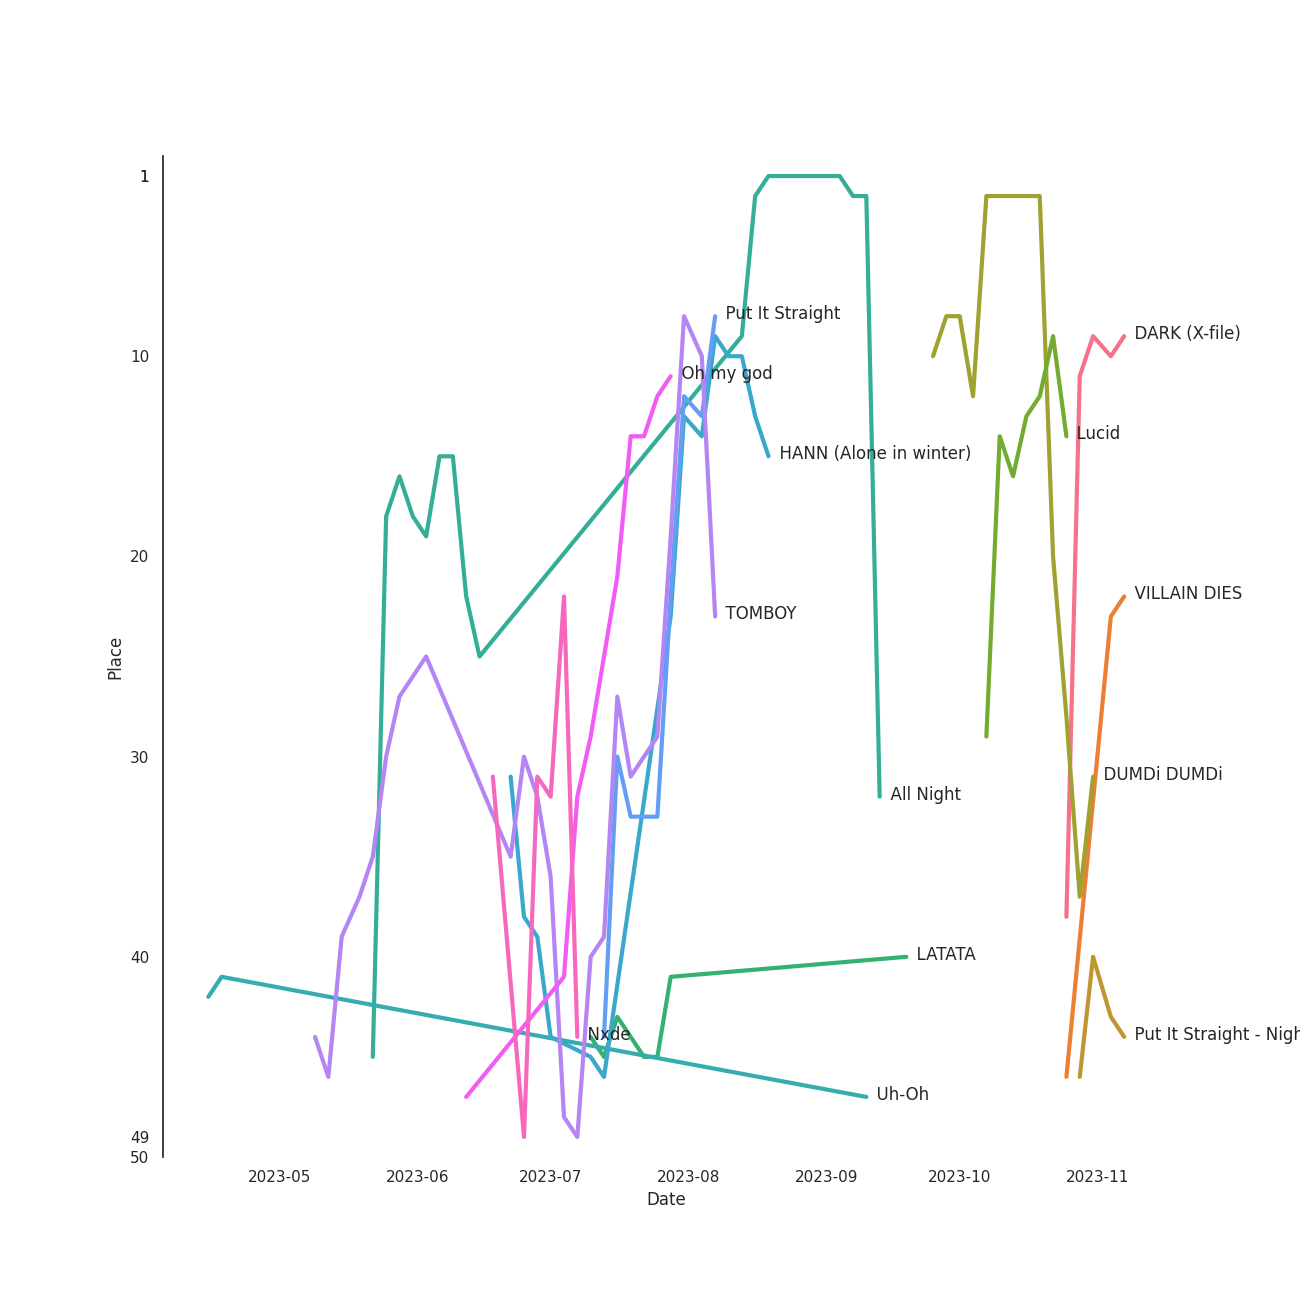 1
Put It Straight
DARK (X-file)
10
Oh my god
Lucid
HANN (Alone in winter)
20
VILLAIN DIES
TOMBOY
Place
30
DUMDi DUMDi
All Night
40
LATATA
Nxde
Put It Straight - Nigh
Uh-Oh
49
50
2023-05 2023-06 2023-07 2023-08 2023-09 2023-10 2023-11
Date